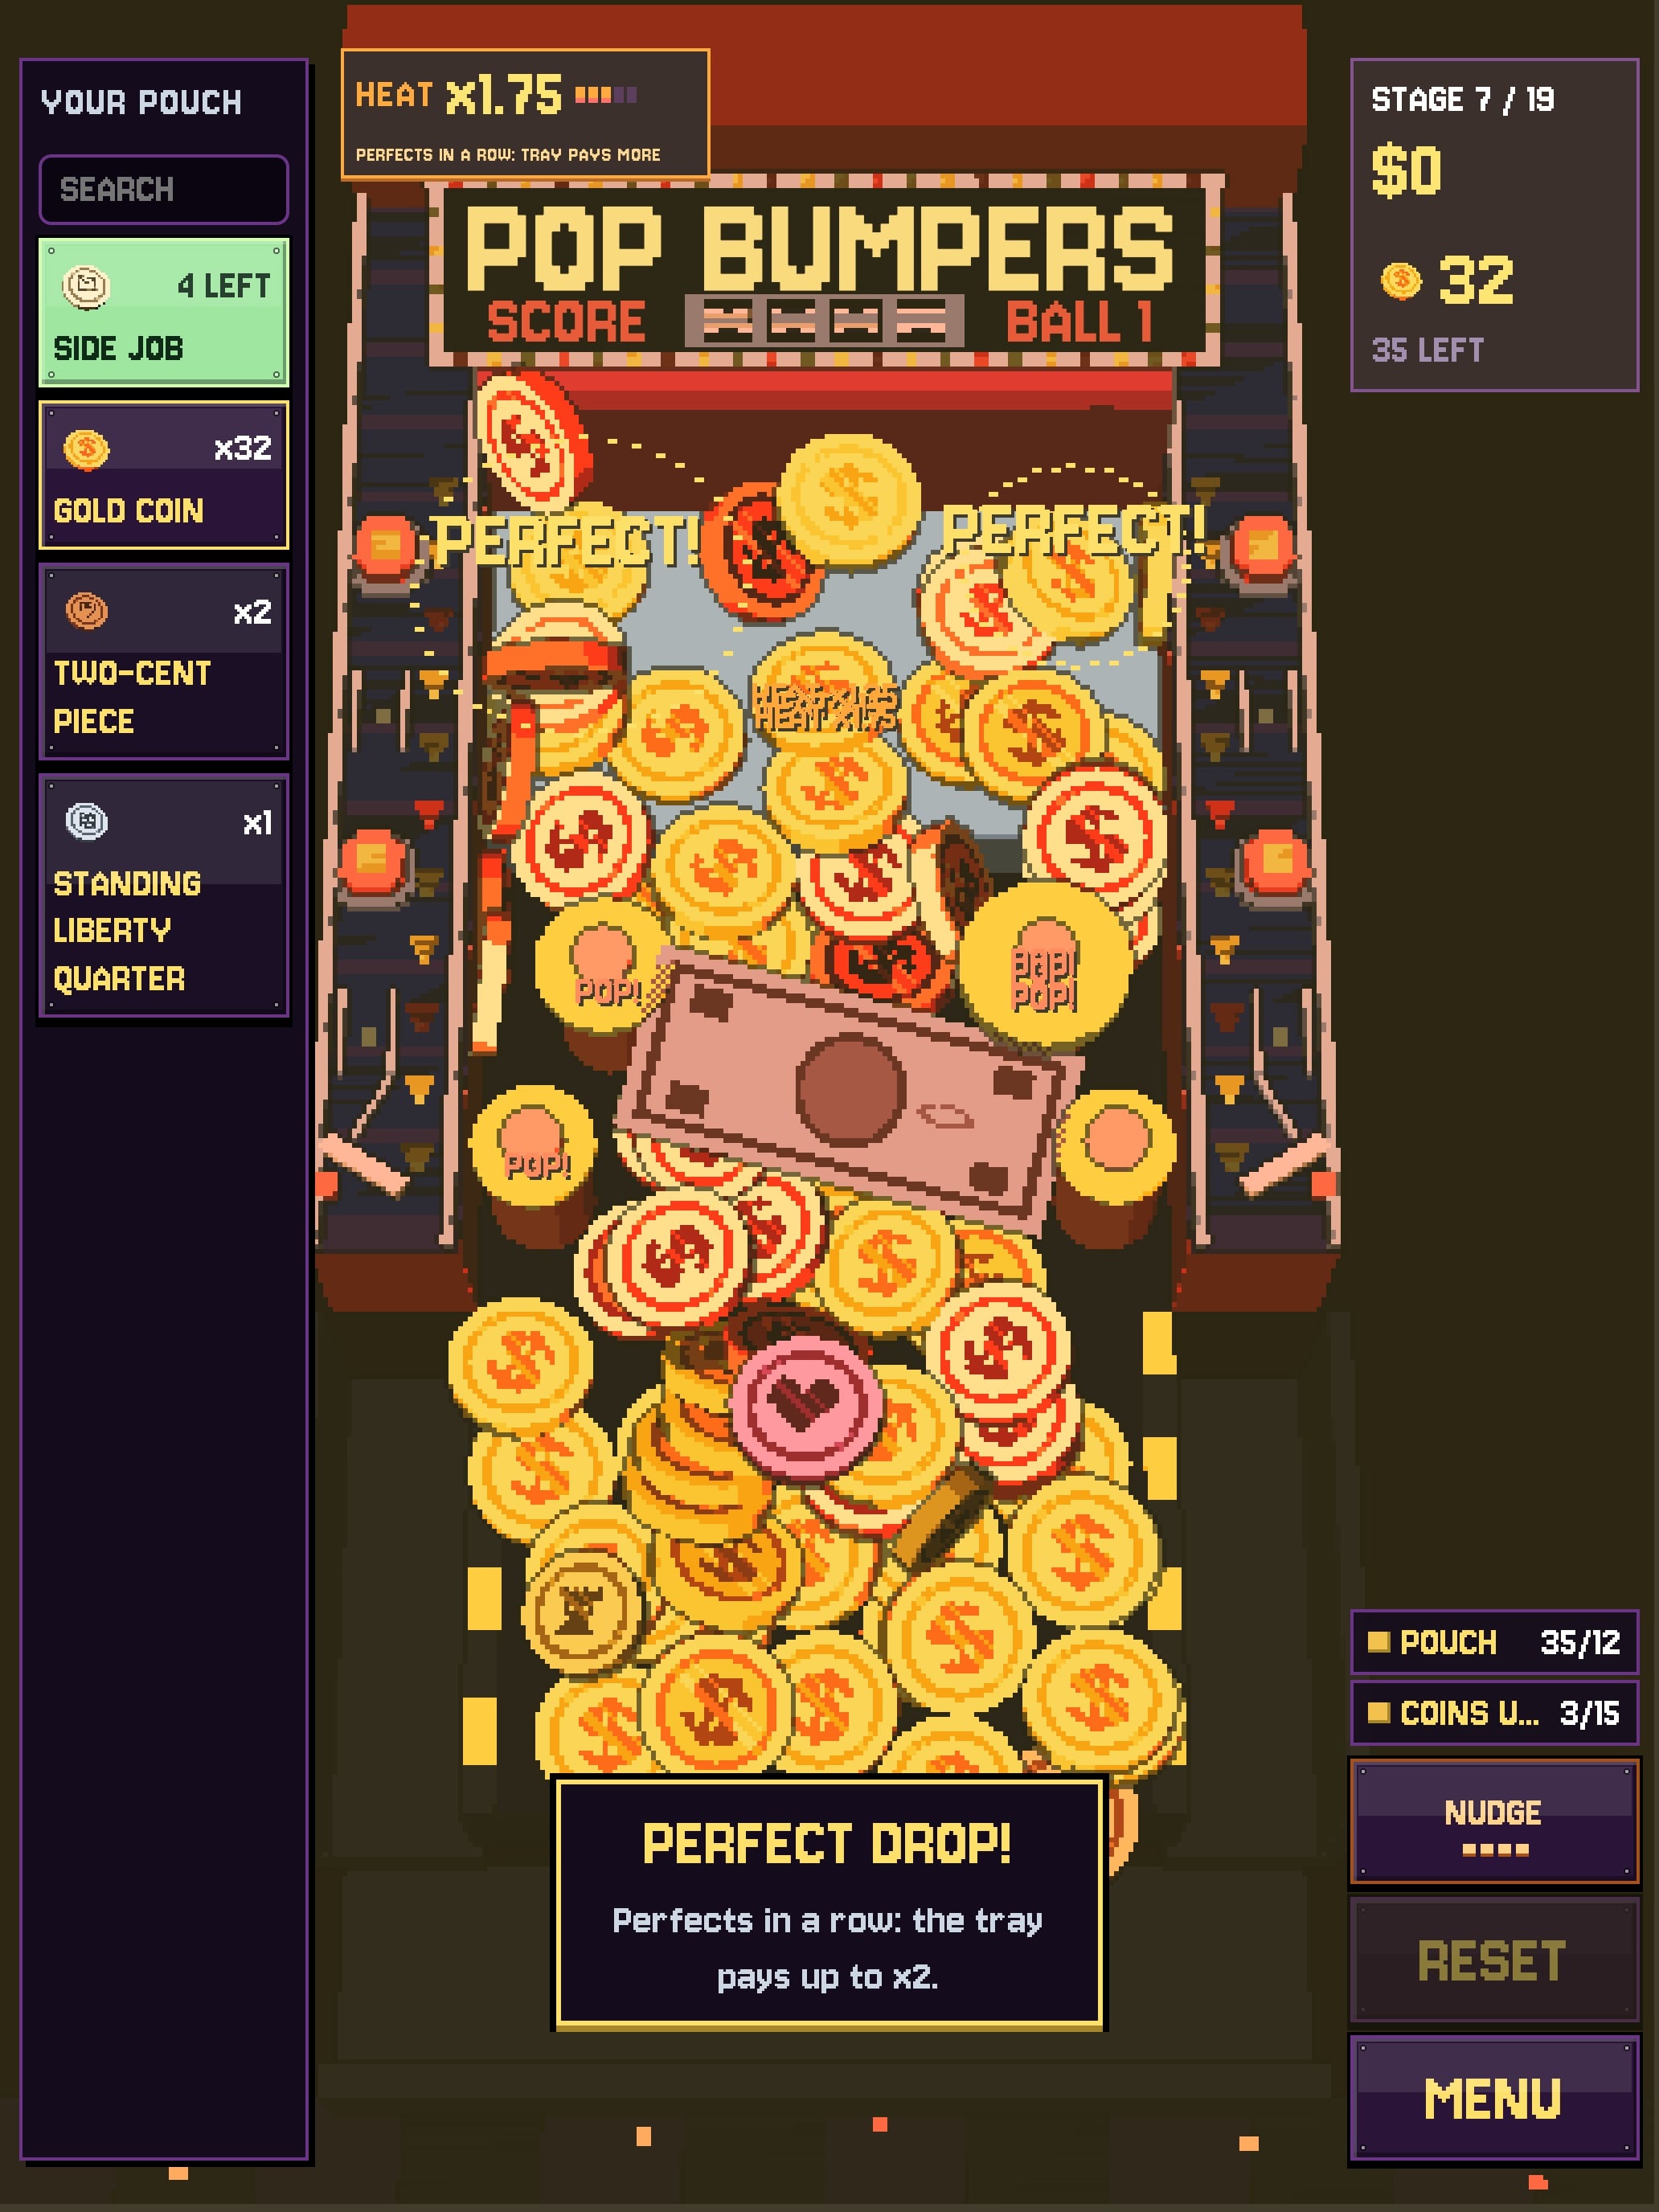 YOUR POUCH
SEARCH
4 LEFT
SIDE JOB
x32
GOLD COIN
x2
TWO-CENT
PIECE
x1
STANDING
LIBERTY
QUARTER
HEAT x1.75
PERFECTS IN A ROW: TRAY PAYS MORE
POP BUMPERS
SCORE
BALL 1
PERFECT!
PERFECT!
HEAT X1.75
POP!
POP!
POP!
POP!
PERFECT DROP!
Perfects in a row: the tray
pays up to x2.
STAGE 7 / 19
$0
32
35 LEFT
POUCH 35/12
COINS U... 3/15
NUDGE
RESET
MENU